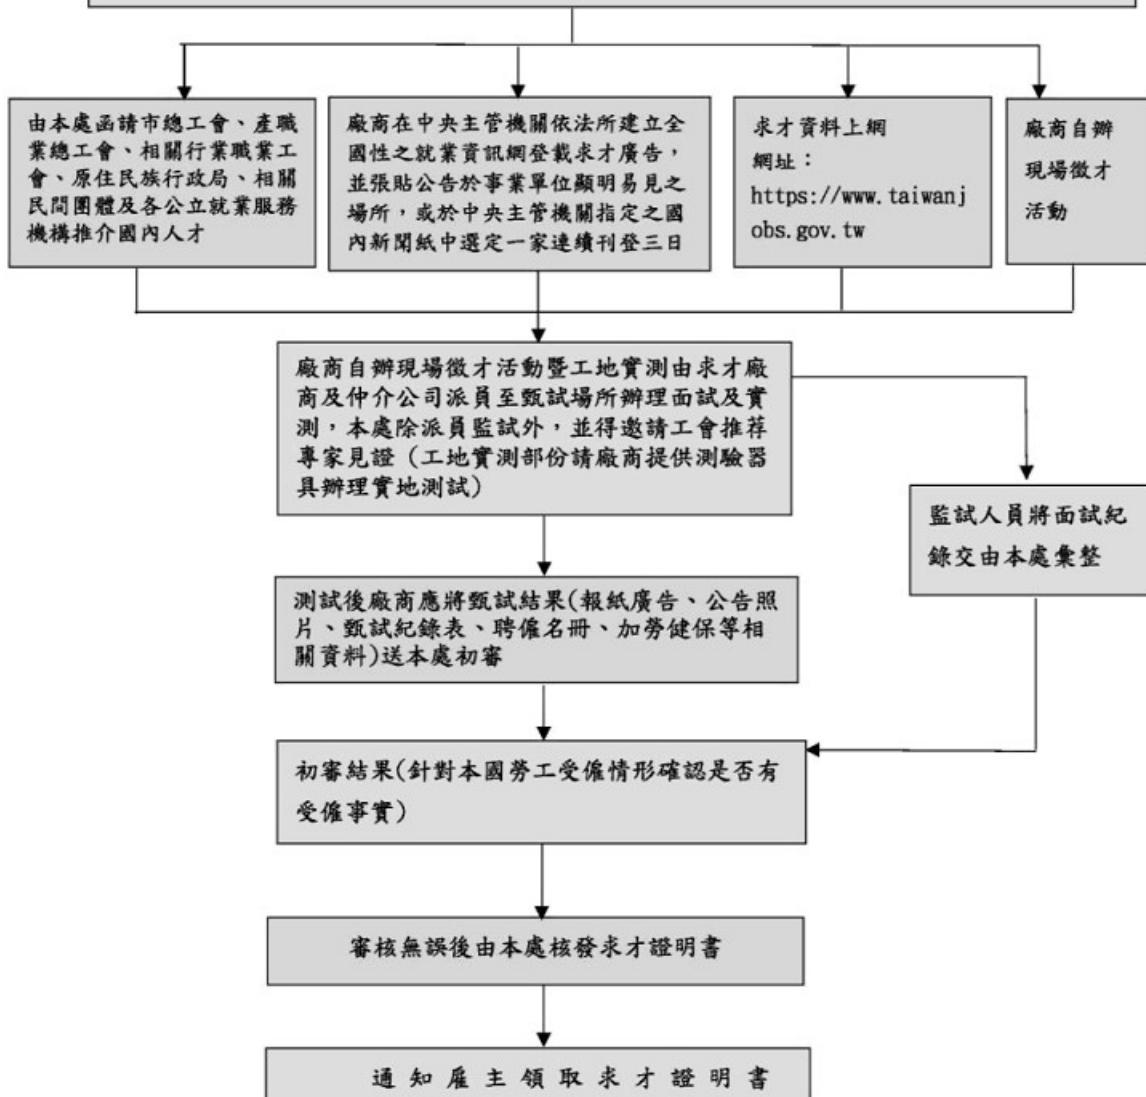 由本處函請市總工會、產職
業總工會、相關行業職業工
會、原住民族行政局、相關
民間團體及各公立就業服務
機構推介國內人才
廠商在中央主管機關依法所建立全
國性之就業資訊網登載求才廣告，
並張貼公告於事業單位顯明易見之
場所，或於中央主管機關指定之國
內新聞紙中選定一家連續刊登三日
求才資料上網
網址：
https://www.taiwanj
obs.gov.tw
廠商自辦
現場徵才
活動
廠商自辦現場徵才活動暨工地實測由求才廠
商及仲介公司派員至甄試場所辦理面試及實
測，本處除派員監試外，並得邀請工會推荐
專家見證（工地實測部份請廠商提供測驗器
具辦理實地測試）
監試人員將面試紀
錄交由本處彙整
測試後廠商應將甄試結果(報紙廣告、公告照
片、甄試紀錄表、聘僱名冊、加勞健保等相
關資料)送本處初審
初審結果(針對本國勞工受僱情形確認是否有
受僱事實)
審核無誤後由本處核發求才證明書
通知雇主領取求才證明書